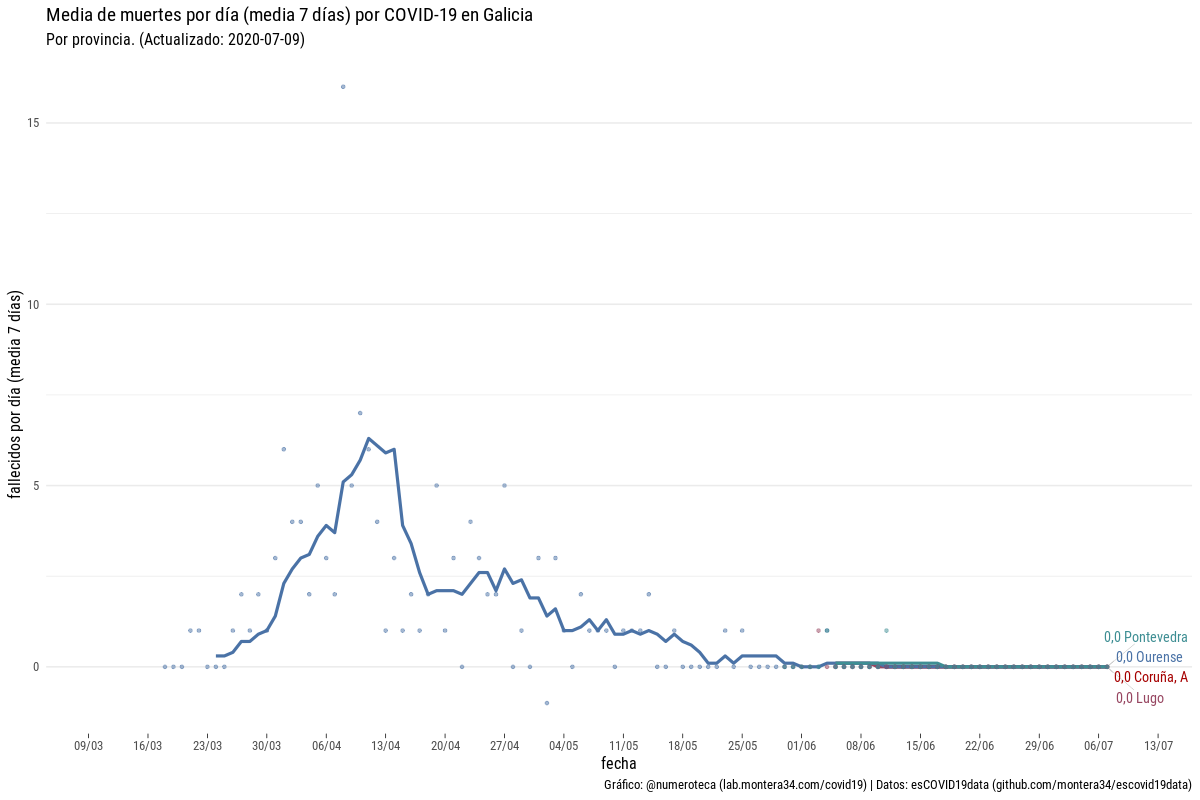 Media de muertes por día (media 7 días) por COVID-19 en Galicia
Por provincia. (Actualizado: 2020-07-09)
fallecidos por día (media 7 días)
15
10
5
0
0,0 Pontevedra
0,0 Ourense
0,0 Coruña, A
0,0 Lugo
09/03 16/03 23/03 30/03 06/04 13/04 20/04 27/04 04/05 11/05 18/05 25/05 01/06 08/06 15/06 22/06 29/06 06/07 13/07
fecha
Gráfico: @numeroteca (lab.montera34.com/covid19) | Datos: esCOVID19data (github.com/montera34/escovid19data)